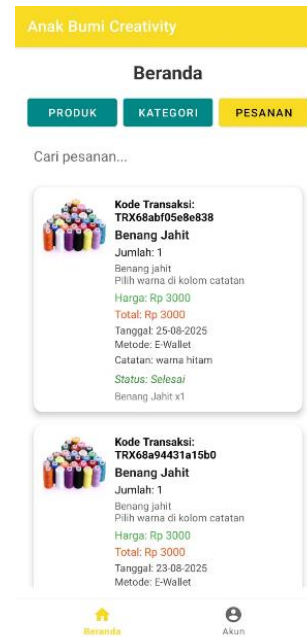 Anak Bumi Creativity
Beranda
PRODUK KATEGORI PESANAN
Cari pesanan...
Kode Transaksi:
TRX68abf05e8e838
Benang Jahit
Jumlah: 1
Benang jahit
Pilih warna di kolom catatan
Harga: Rp 3000
Total: Rp 3000
Tanggal: 25-08-2025
Metode: E-Wallet
Catatan: warna hitam
Status: Selesai
Benang Jahit x1
Kode Transaksi:
TRX68a94431a15b0
Benang Jahit
Jumlah: 1
Benang jahit
Pilih warna di kolom catatan
Harga: Rp 3000
Total: Rp 3000
Tanggal: 23-08-2025
Metode: E-Wallet
Beranda Akun